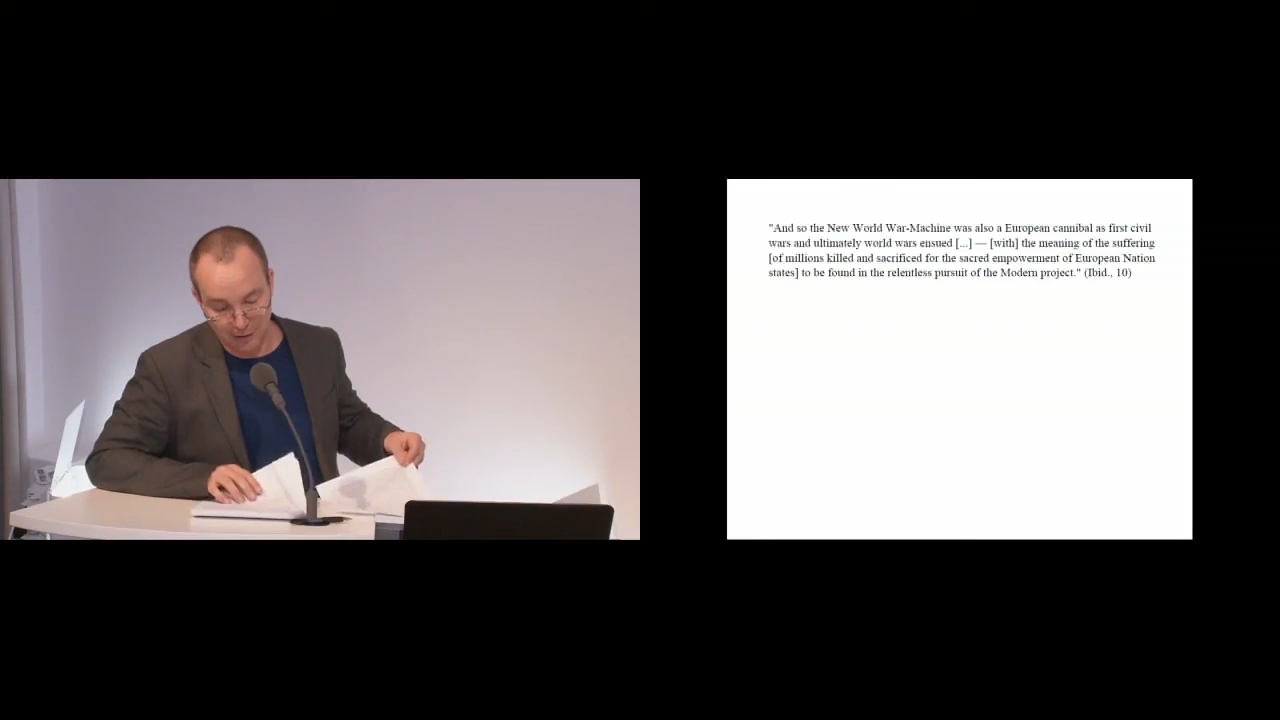 "And so the New World War-Machine was also a European cannibal as first civil
wars and ultimately world wars ensued [...] — [with] the meaning of the suffering
[of millions killed and sacrificed for the sacred empowerment of European Nation
states] to be found in the relentless pursuit of the Modern project." (Ibid., 10)